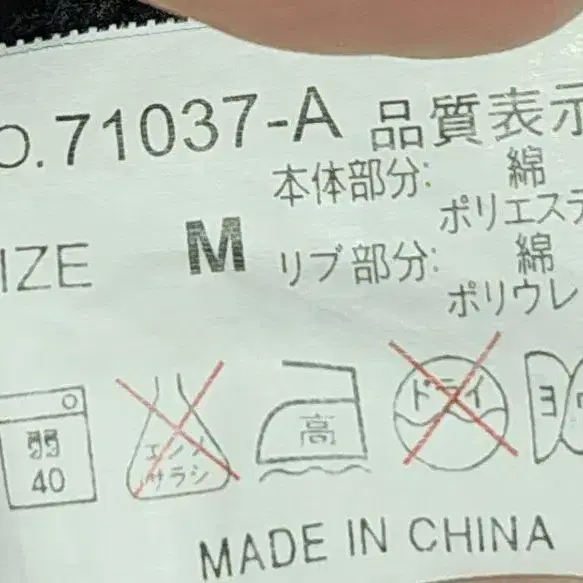 O.71037-A 品質表示
本体部分: 綿
ポリエステ
SIZE M リブ部分: 綿
ポリウレ
弱 40
エンソ サラシ
高
ドライ
ヨ
MADE IN CHINA